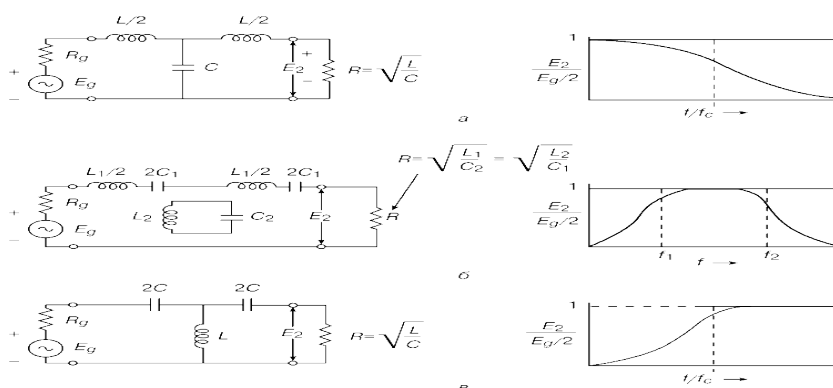 L/2
L/2
R_g
+
E_g
−
C
+
E_2
−
R = √(L/C)
1
E_2
E_g/2
f/f_c →
а
R = √(L_1/C_2) = √(L_2/C_1)
L_1/2
2C_1
L_1/2
2C_1
R_g
+
E_g
−
L_2
C_2
E_2
R
1
E_2
E_g/2
f_1
f →
f_2
б
2C
2C
R_g
+
E_g
−
L
E_2
R = √(L/C)
1
E_2
E_g/2
f/f_c →